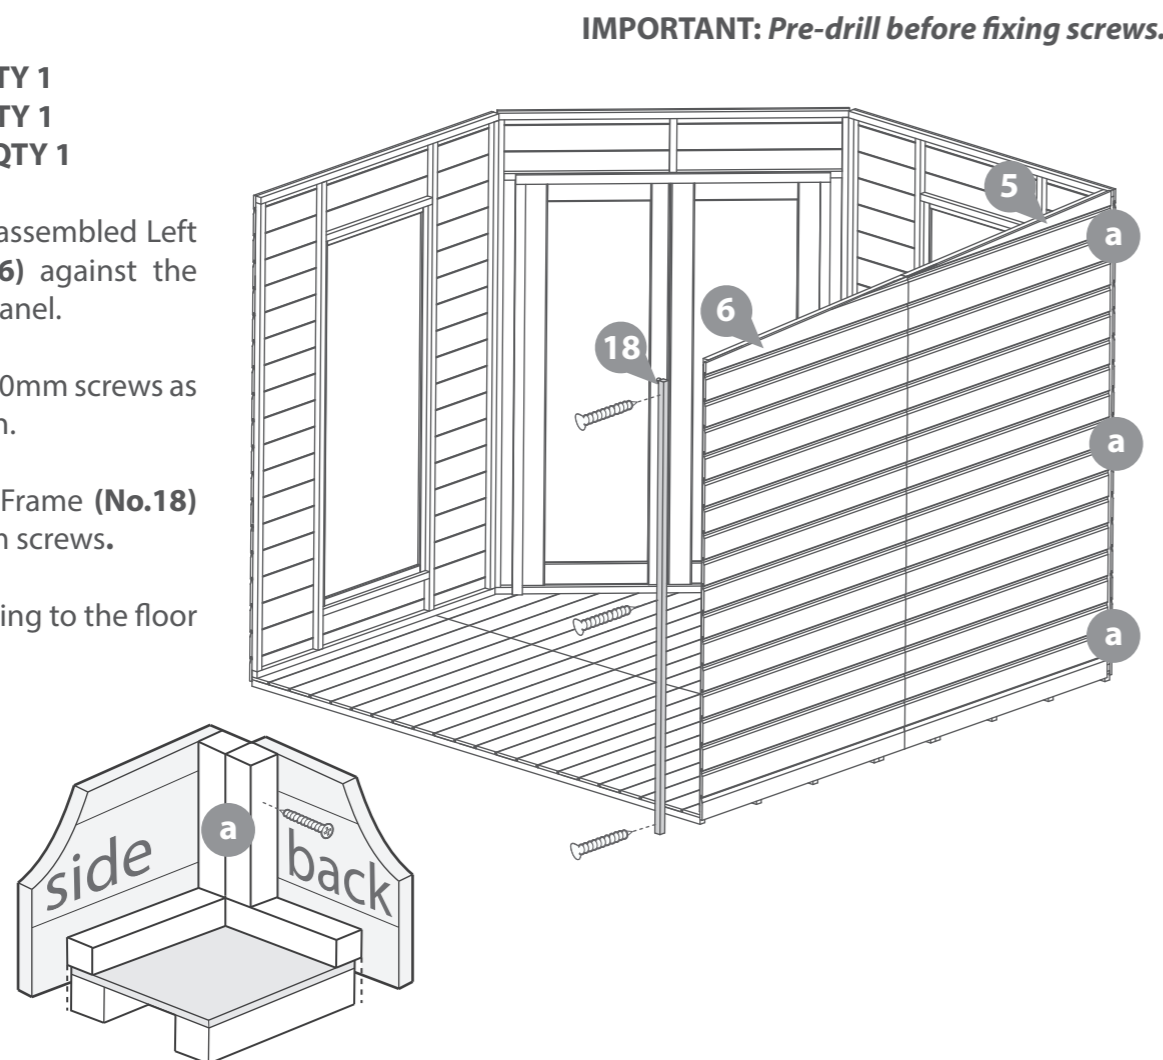 IMPORTANT: Pre-drill before fixing screws.
TY 1
TY 1
QTY 1
assembled Left
6) against the
anel.
0mm screws as
n.
Frame (No.18)
n screws.
ing to the floor
5
a
6
18
a
a
a
side
back